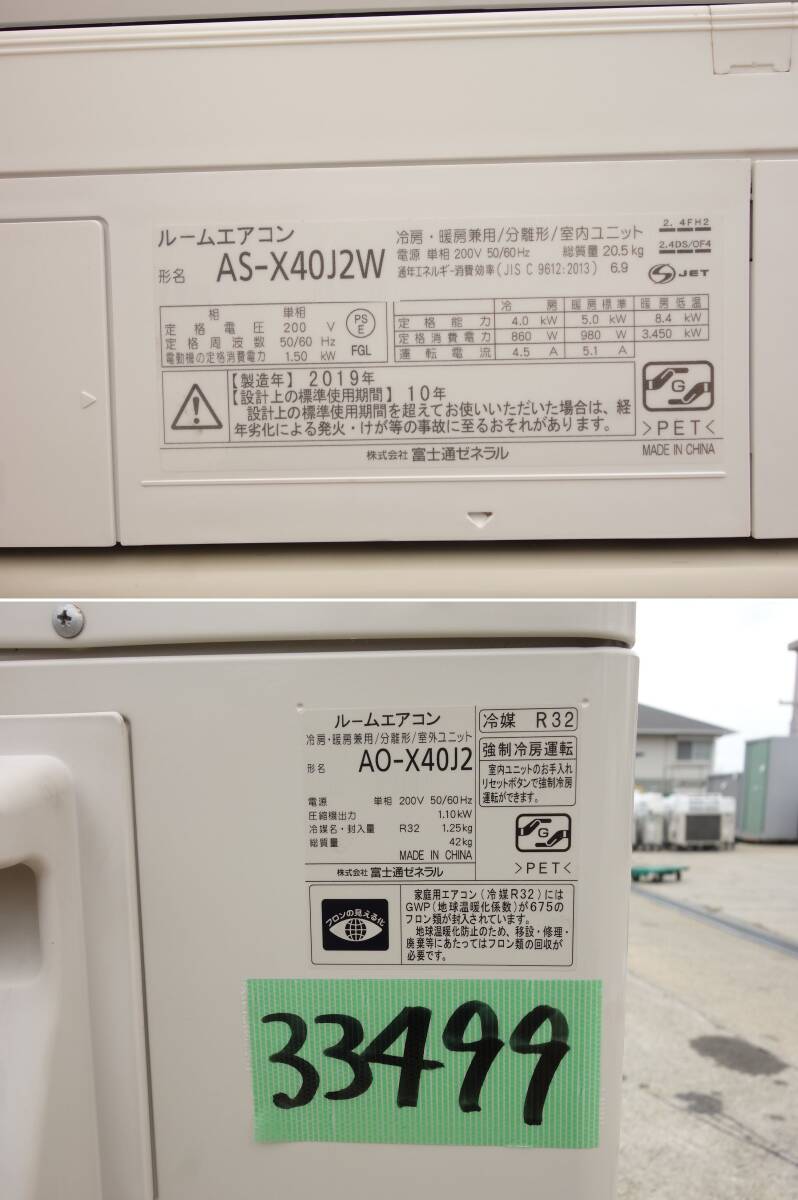 ルームエアコン
形名 AS-X40J2W
冷房・暖房兼用/分離形/室内ユニット
電源 単相 200V 50/60Hz 総質量 20.5kg
通年エネルギー消費効率(JIS C 9612:2013) 6.9
2.4FH2
2.4DS/OF4
JET
相 単相
定格電圧 200 V
定格周波数 50/60 Hz
電動機の定格消費電力 1.50 kW
PS
E
FGL
冷房 暖房標準 暖房低温
定格能力 4.0 kW 5.0 kW 8.4 kW
定格消費電力 860 W 980 W 3.450 kW
運転電流 4.5 A 5.1 A
【製造年】2019年
【設計上の標準使用期間】10年
設計上の標準使用期間を超えてお使いいただいた場合は、経
年劣化による発火・けが等の事故に至るおそれがあります。
G
>PET<
MADE IN CHINA
株式会社 富士通ゼネラル
ルームエアコン
冷房・暖房兼用/分離形/室外ユニット
形名 AO-X40J2
電源 単相 200V 50/60Hz
圧縮機出力 1.10kW
冷媒名・封入量 R32 1.25kg
総質量 42kg
MADE IN CHINA
株式会社 富士通ゼネラル
冷媒 R32
強制冷房運転
室内ユニットのお手入れ
リセットボタンで強制冷房
運転ができます。
G
>PET<
フロンの見える化
家庭用エアコン(冷媒R32)には
GWP(地球温暖化係数)が675の
フロン類が封入されています。
地球温暖化防止のため、移設・修理・
廃棄等にあたってはフロン類の回収が
必要です。
33499